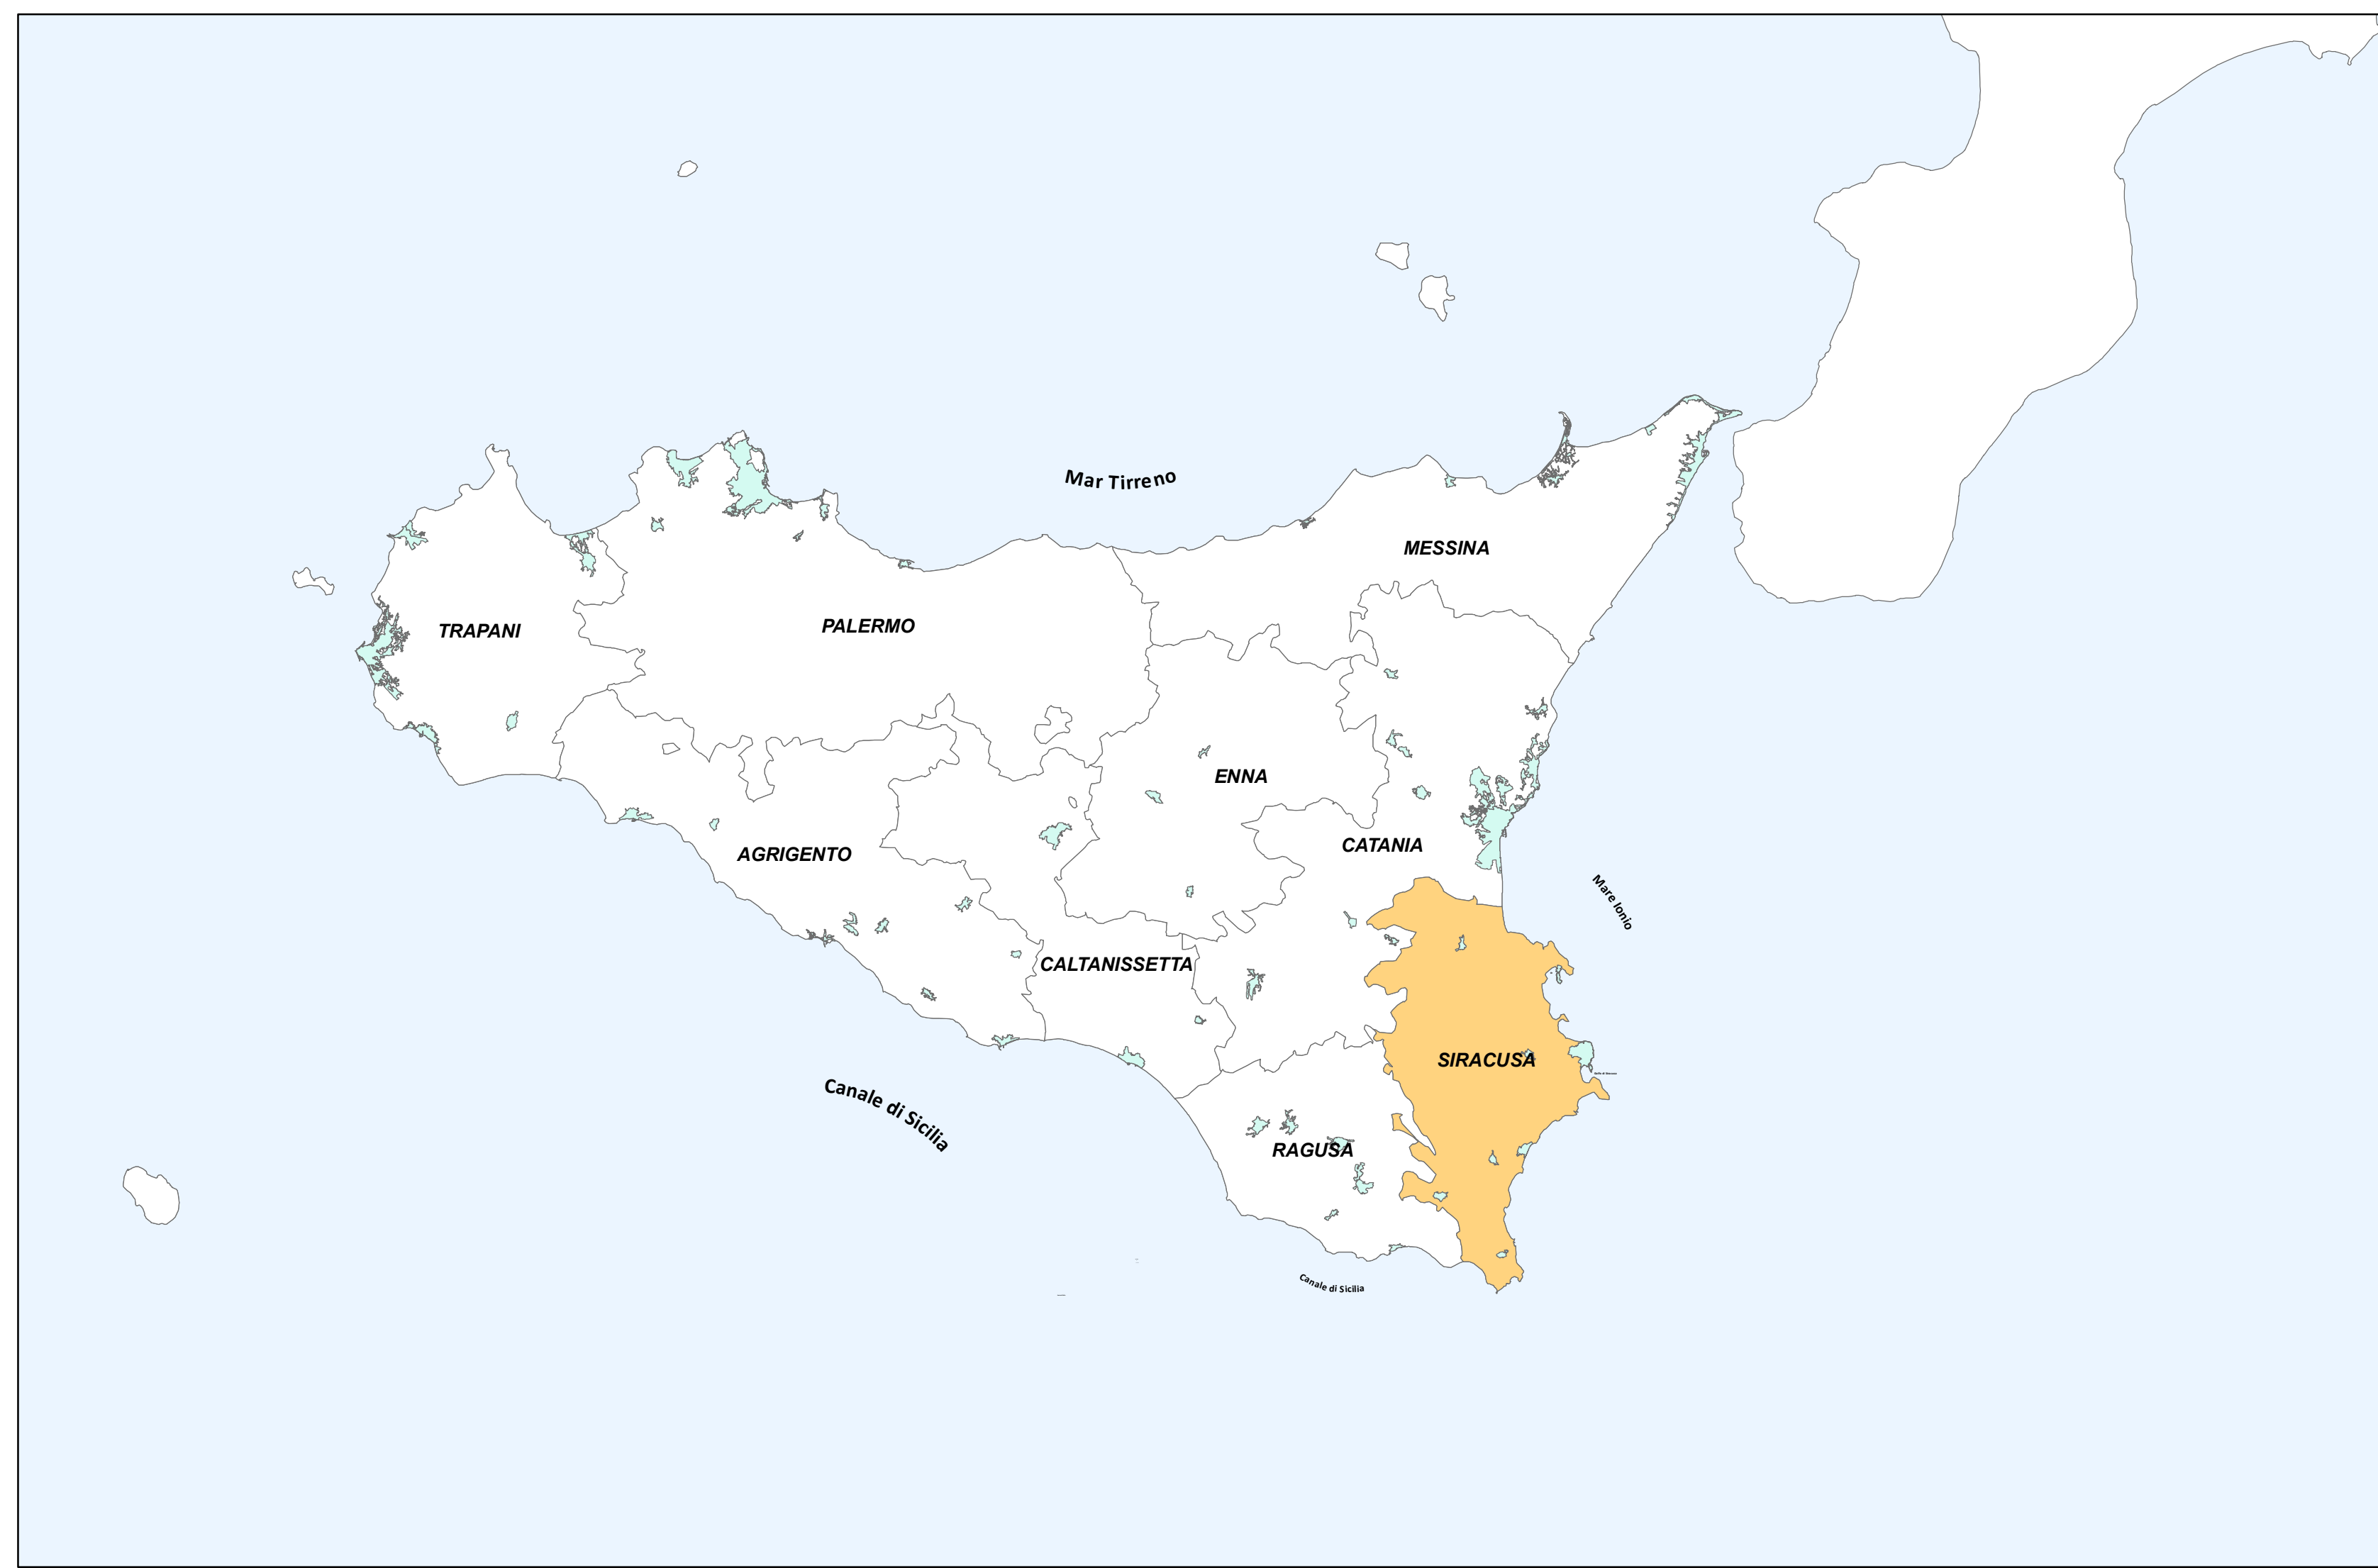 Mar Tirreno
MESSINA
TRAPANI
PALERMO
ENNA
CATANIA
AGRIGENTO
Mare Ionio
CALTANISSETTA
SIRACUSA
Canale di Sicilia
RAGUSA
Canale di Sicilia